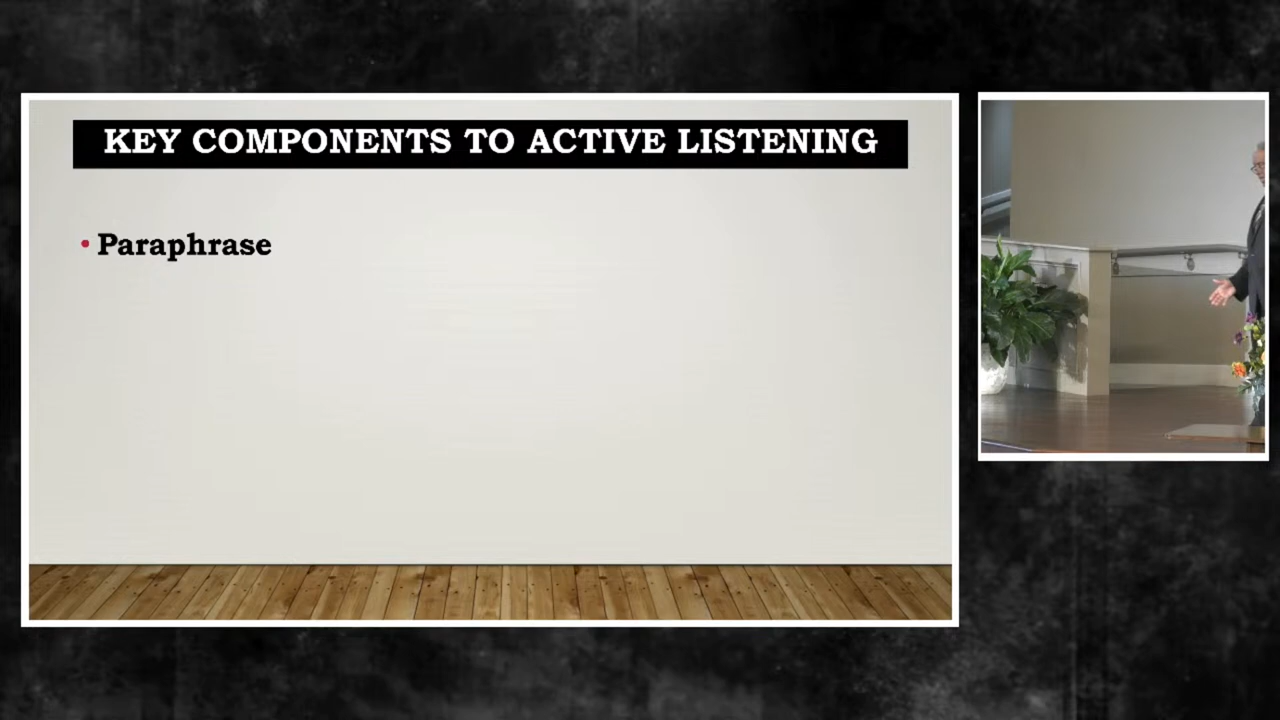 KEY COMPONENTS TO ACTIVE LISTENING
• Paraphrase